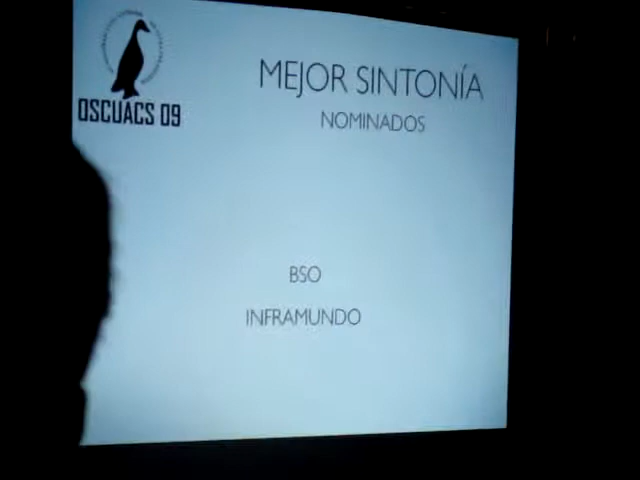 OSCUACS 09
MEJOR SINTONÍA
NOMINADOS
BSO
INFRAMUNDO